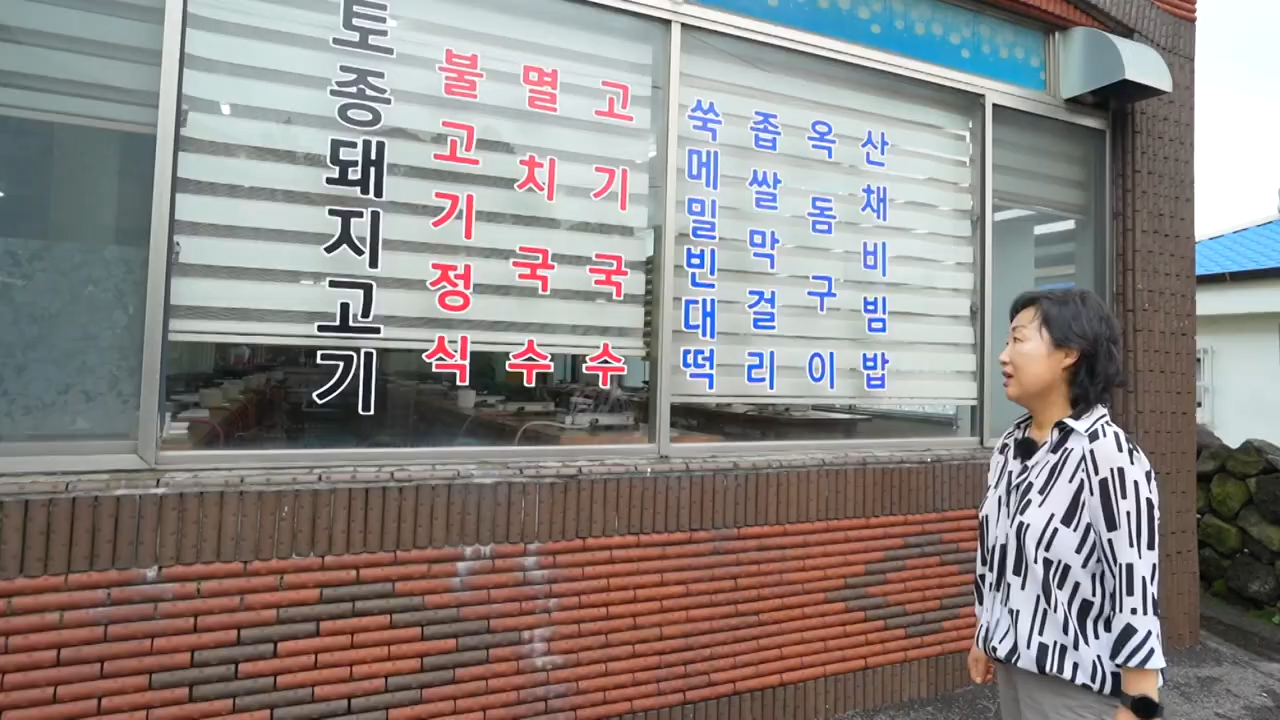 토종돼지고기
불고기정식
멸치국수
고기국수
쑥메밀빈대떡
좁쌀막걸리
옥돔구이
산채비빔밥